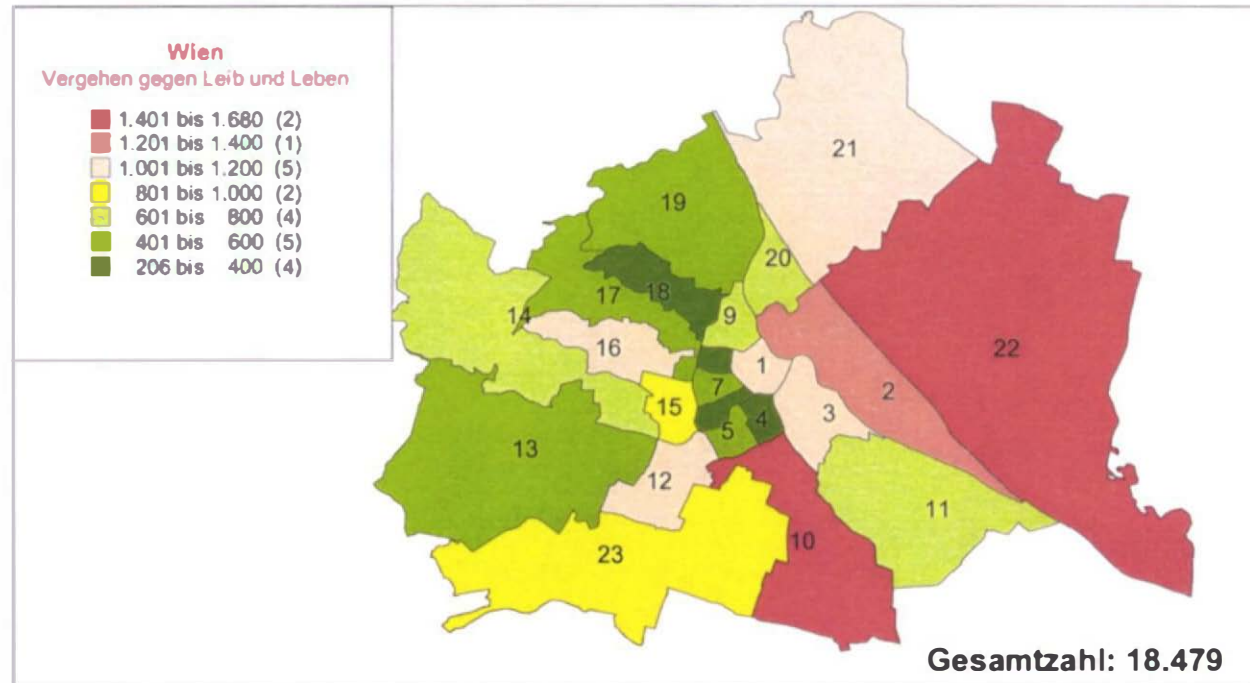 Wien
Vergehen gegen Leib und Leben
1.401 bis 1.680 (2)
1.201 bis 1.400 (1)
1.001 bis 1.200 (5)
801 bis 1.000 (2)
601 bis 800 (4)
401 bis 600 (5)
206 bis 400 (4)
21
19
20
18
17
9
14
16
22
1
7
2
15
3
4
5
13
12
11
10
23
Gesamtzahl: 18.479